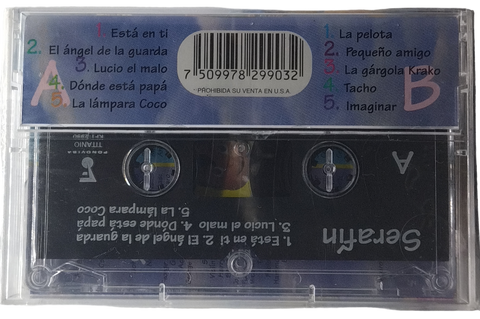 1. Está en ti
2. El ángel de la guarda
3. Lucio el malo
4. Dónde está papá
5. La lámpara Coco
A
7 509978 299032
PROHIBIDA SU VENTA EN U.S.A.
1. La pelota
2. Pequeño amigo
3. La gárgola Krako
4. Tacho
5. Imaginar
B
A
Serafín
1. Está en ti 2. El ángel de la guarda
3. Lucio el malo 4. Dónde está papá
5. La lámpara Coco
FONOVISA
TITANIO